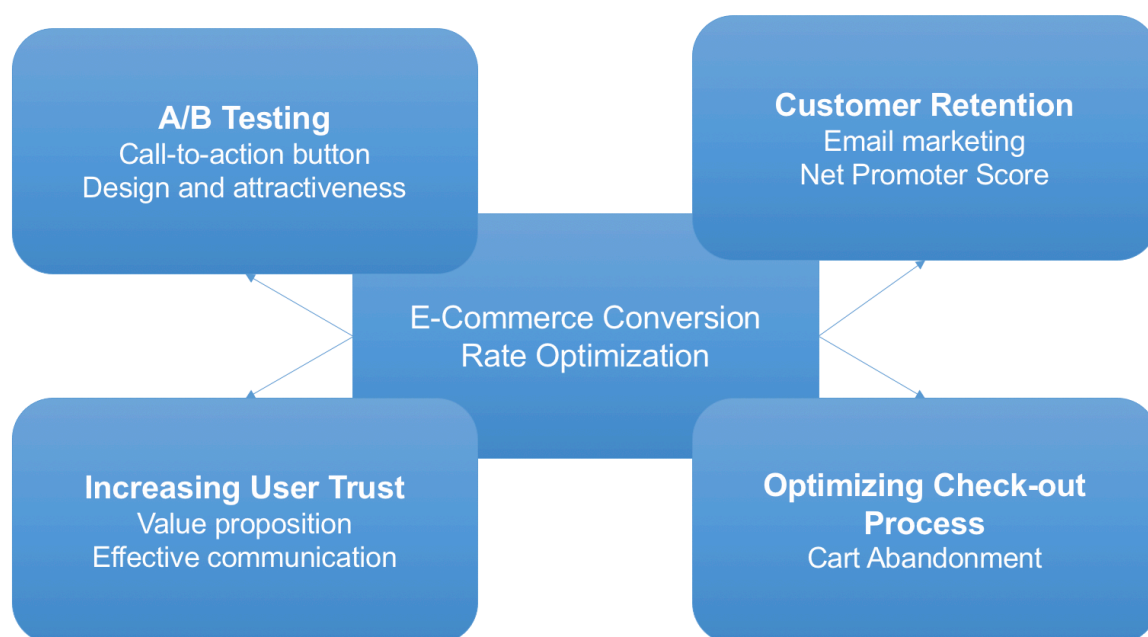 A/B Testing
Call-to-action button
Design and attractiveness
Customer Retention
Email marketing
Net Promoter Score
E-Commerce Conversion
Rate Optimization
Increasing User Trust
Value proposition
Effective communication
Optimizing Check-out
Process
Cart Abandonment